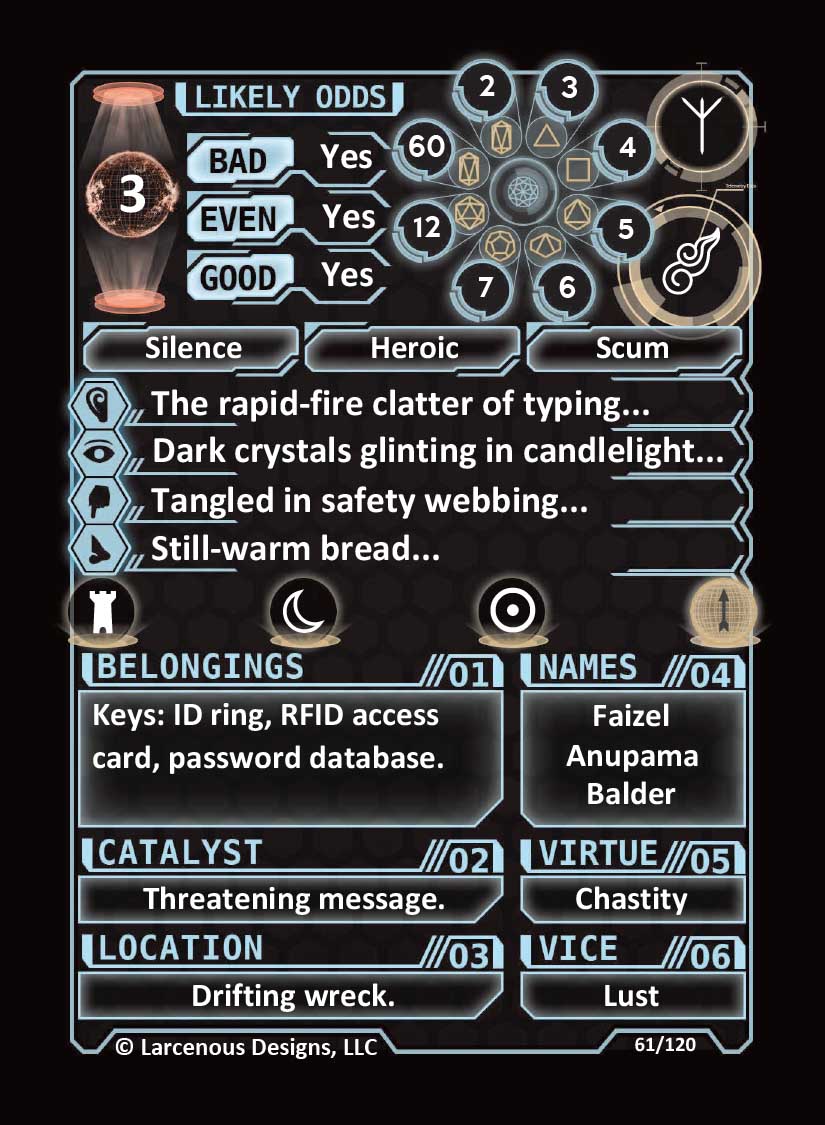 LIKELY ODDS
3
BAD Yes
EVEN Yes
GOOD Yes
2
3
4
5
6
7
12
60
Silence
Heroic
Scum
The rapid-fire clatter of typing...
Dark crystals glinting in candlelight...
Tangled in safety webbing...
Still-warm bread...
BELONGINGS ///01
Keys: ID ring, RFID access
card, password database.
NAMES ///04
Faizel
Anupama
Balder
CATALYST ///02
Threatening message.
VIRTUE ///05
Chastity
LOCATION ///03
Drifting wreck.
VICE ///06
Lust
© Larcenous Designs, LLC
61/120